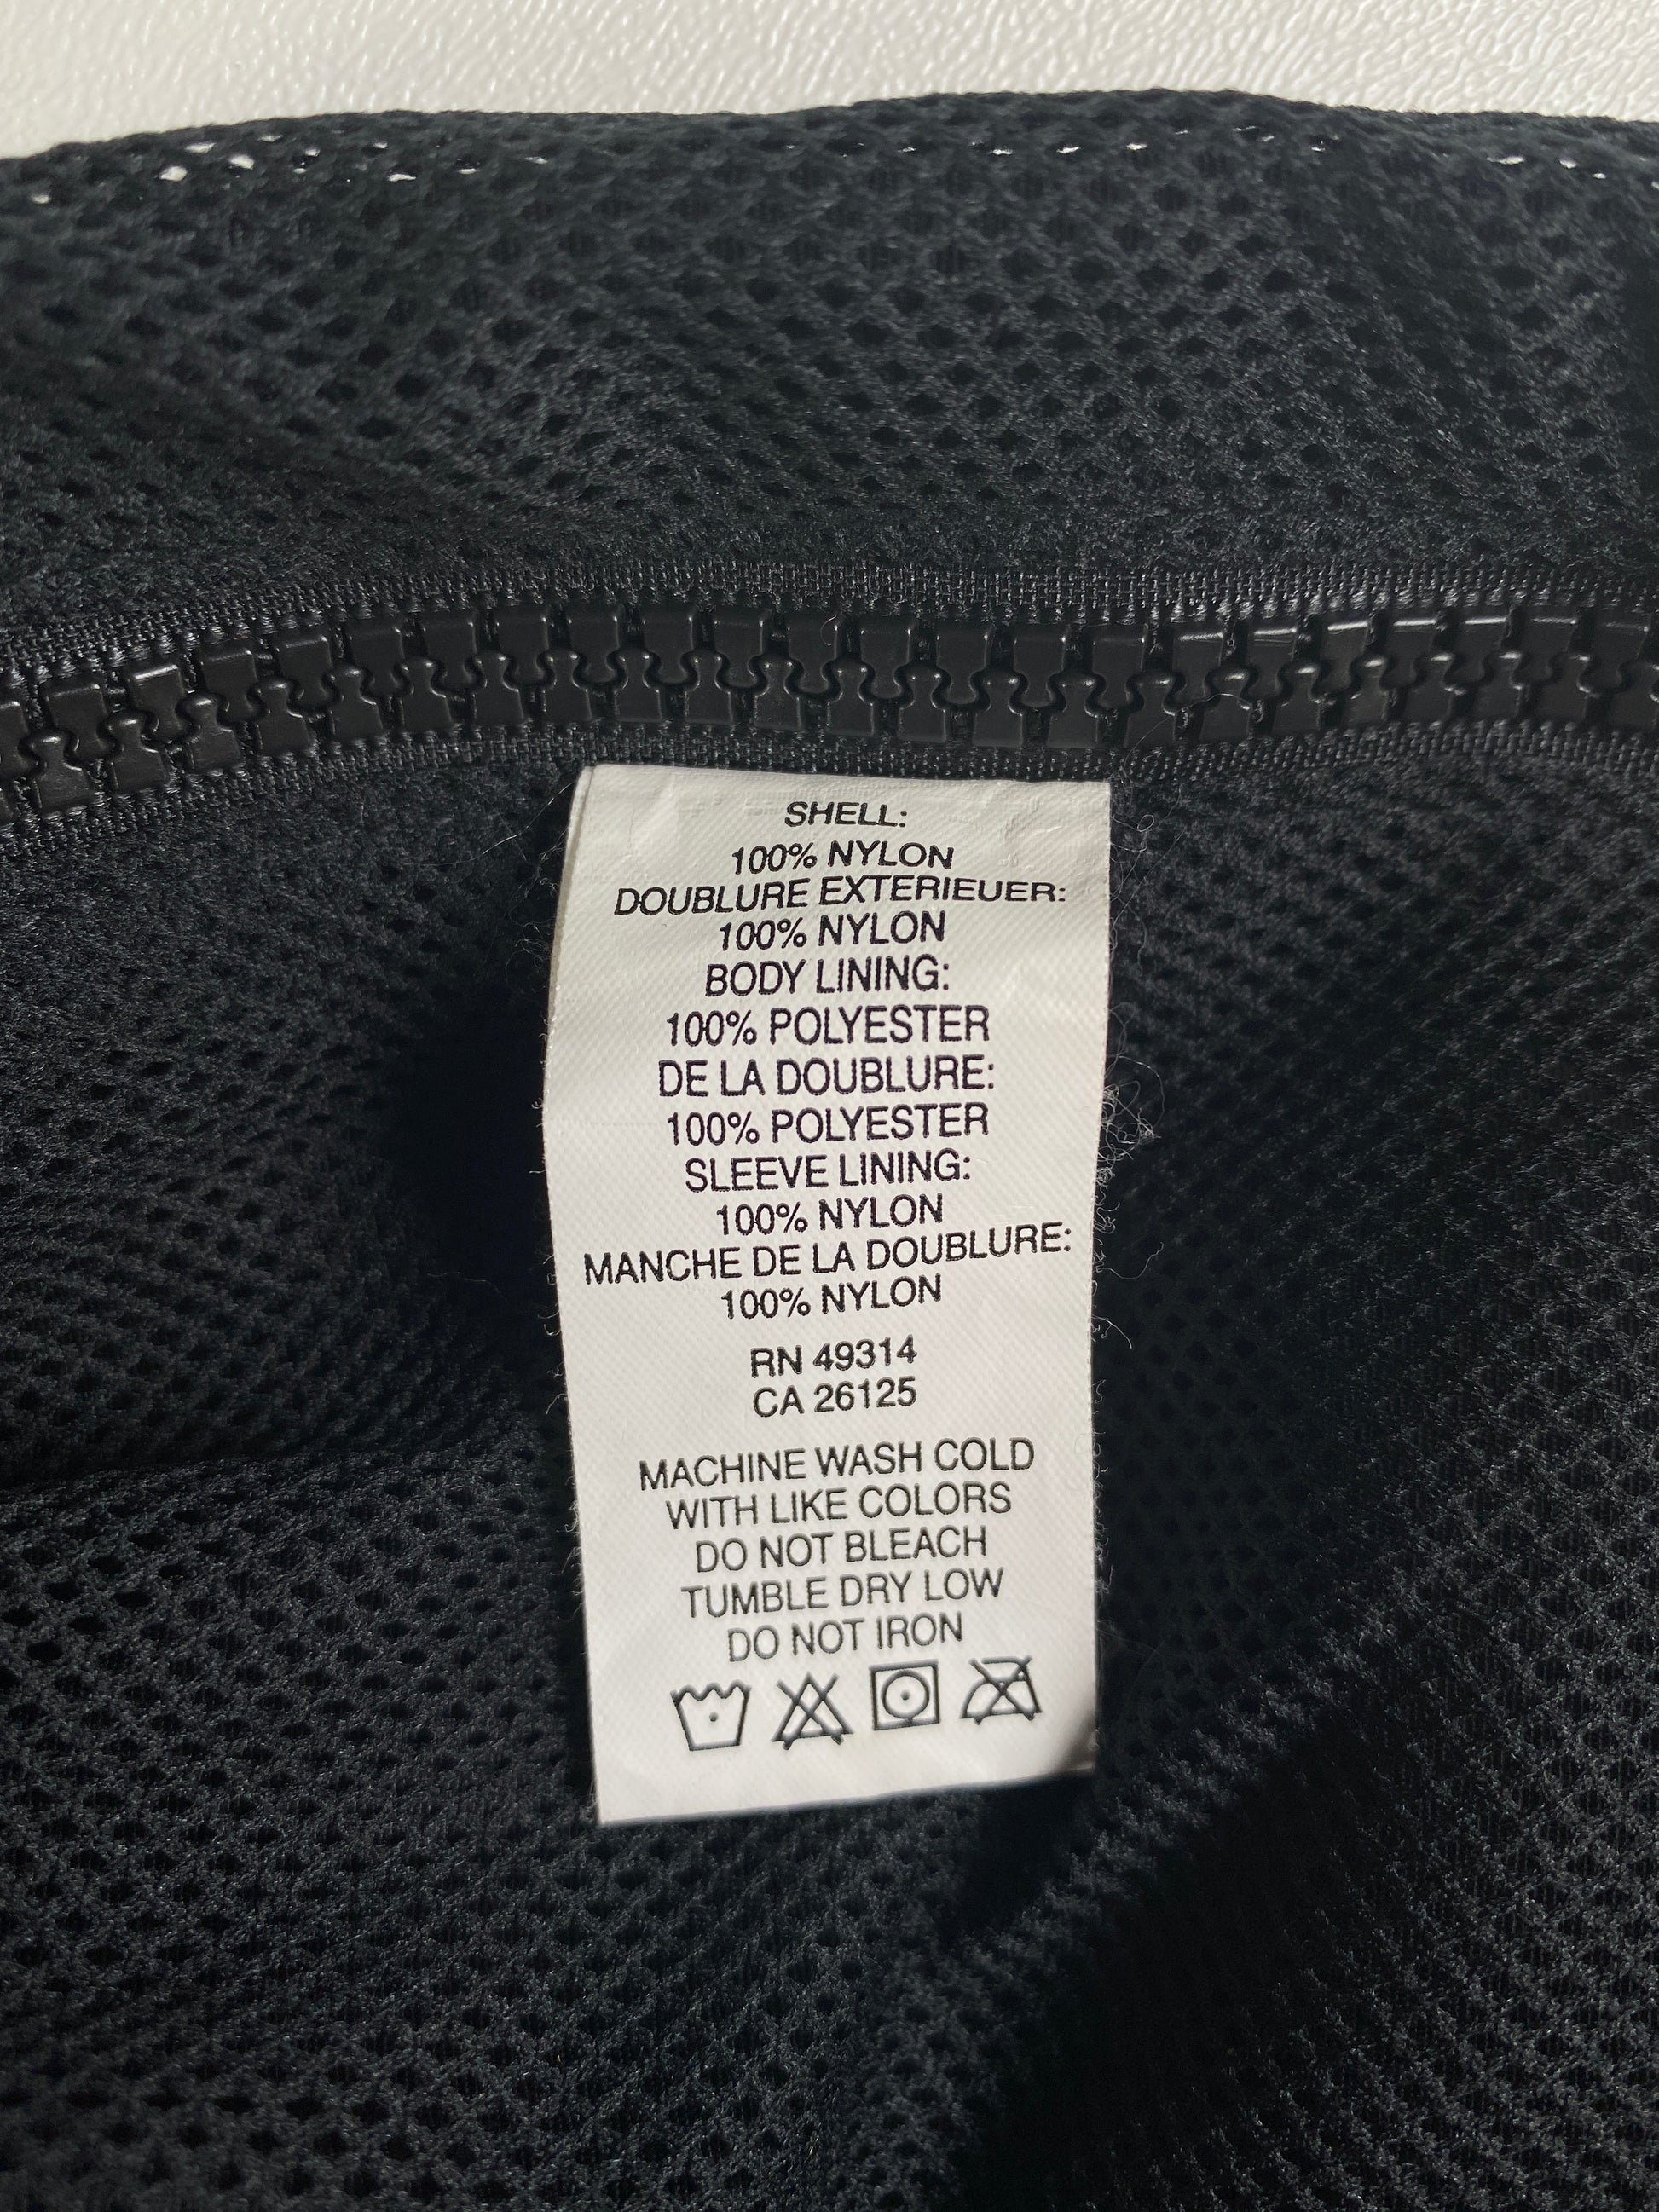 SHELL:
100% NYLON
DOUBLURE EXTERIEUER:
100% NYLON
BODY LINING:
100% POLYESTER
DE LA DOUBLURE:
100% POLYESTER
SLEEVE LINING:
100% NYLON
MANCHE DE LA DOUBLURE:
100% NYLON
RN 49314
CA 26125
MACHINE WASH COLD
WITH LIKE COLORS
DO NOT BLEACH
TUMBLE DRY LOW
DO NOT IRON